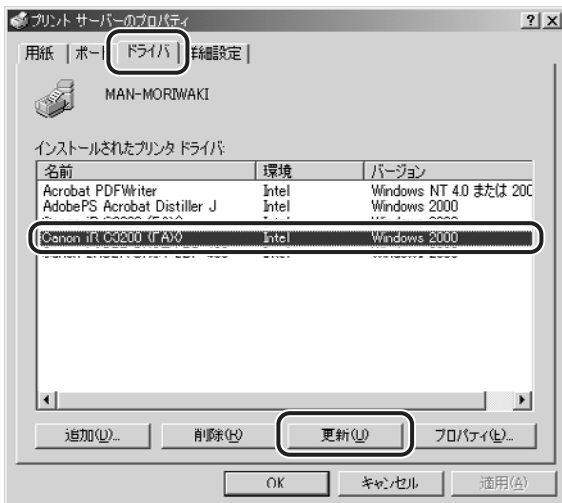 プリント サーバーのプロパティ
用紙 ポート ドライバ 詳細設定
MAN-MORIWAKI
インストールされたプリンタ ドライバ:
名前 環境 バージョン
Acrobat PDFWriter Intel Windows NT 4.0 または 200
AdobePS Acrobat Distiller J Intel Windows 2000
Canon iR C3200 (FAX) Intel Windows 2000
追加(D)... 削除(R) 更新(U) プロパティ(E)...
OK キャンセル 適用(A)